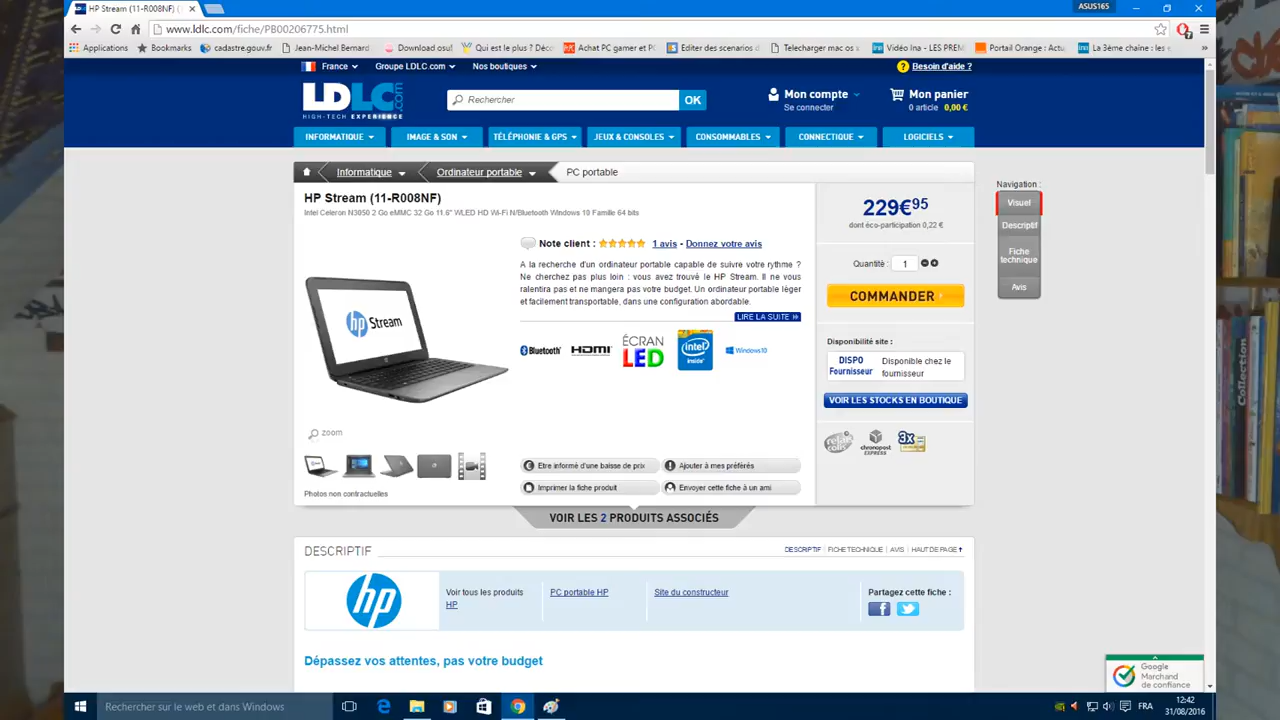 HP Stream (11-R008NF) (
ASUS165
www.ldlc.com/fiche/PB00206775.html
Applications
Bookmarks
cadastre.gouv.fr
Jean-Michel Bernard
Download osu!
Qui est le plus ? Déco
Achat PC gamer et PC
Editer des scenarios d
Telecharger mac os x
Vidéo Ina - LES PREM
Portail Orange : Actu
La 3ème chaîne : les e
France
Groupe LDLC.com
Nos boutiques
Besoin d'aide ?
LDLC.com
HIGH-TECH EXPERIENCE
Rechercher
OK
Mon compte
Se connecter
Mon panier
0 article 0,00 €
INFORMATIQUE
IMAGE & SON
TÉLÉPHONIE & GPS
JEUX & CONSOLES
CONSOMMABLES
CONNECTIQUE
LOGICIELS
Informatique
Ordinateur portable
PC portable
Navigation :
Visuel
Descriptif
Fiche
technique
Avis
HP Stream (11-R008NF)
Intel Celeron N3050 2 Go eMMC 32 Go 11.6" WLED HD Wi-Fi N/Bluetooth Windows 10 Famille 64 bits
Note client :
1 avis - Donnez votre avis
A la recherche d'un ordinateur portable capable de suivre votre rythme ?
Ne cherchez pas plus loin : vous avez trouvé le HP Stream. Il ne vous
ralentira pas et ne mangera pas votre budget. Un ordinateur portable léger
et facilement transportable, dans une configuration abordable.
LIRE LA SUITE
hp Stream
Bluetooth
HDMI
ÉCRAN
LED
intel
inside
Windows10
zoom
Photos non contractuelles
Etre informé d'une baisse de prix
Ajouter à mes préférés
Imprimer la fiche produit
Envoyer cette fiche à un ami
229€95
dont éco-participation 0,22 €
Quantité : 1
COMMANDER
Disponibilité site :
DISPO
Fournisseur
Disponible chez le
fournisseur
VOIR LES STOCKS EN BOUTIQUE
relais
colis
chronopost
EXPRESS
3x
VOIR LES 2 PRODUITS ASSOCIÉS
DESCRIPTIF
DESCRIPTIF
FICHE TECHNIQUE
AVIS
HAUT DE PAGE
hp
Voir tous les produits
HP
PC portable HP
Site du constructeur
Partagez cette fiche :
Dépassez vos attentes, pas votre budget
Google
Marchand
de confiance
Rechercher sur le web et dans Windows
FRA
12:42
31/08/2016
Collection